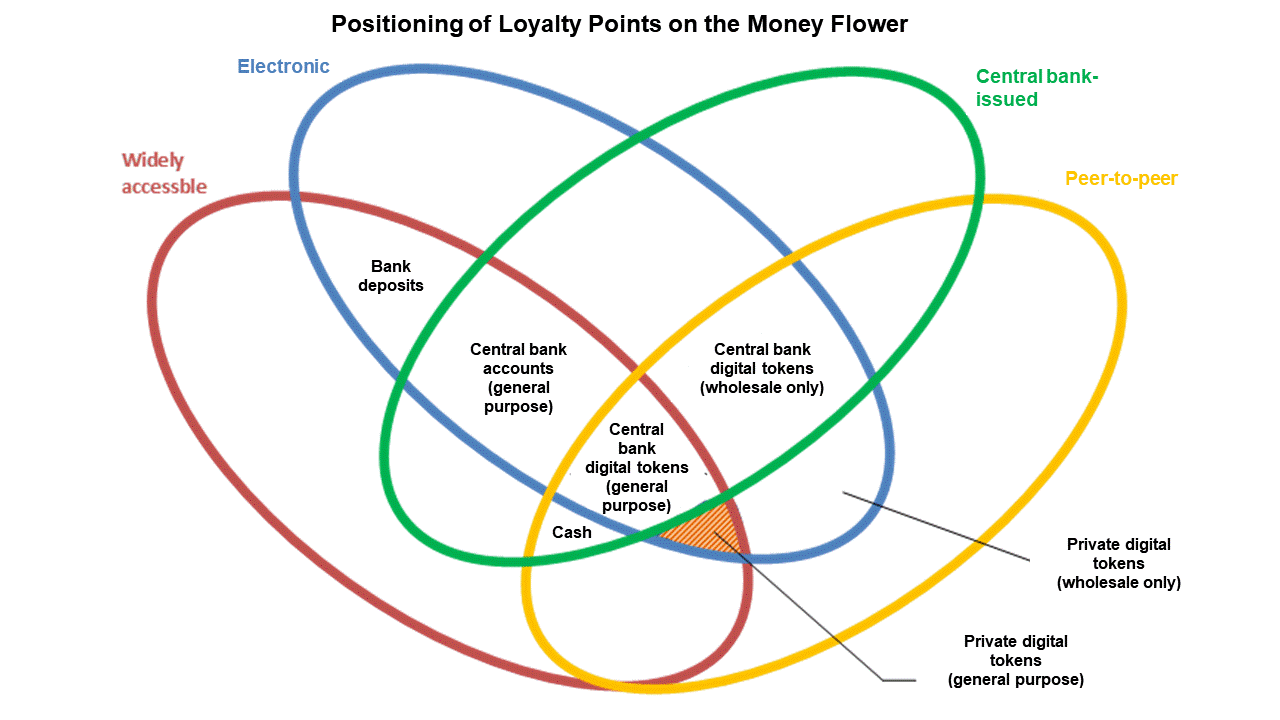 Positioning of Loyalty Points on the Money Flower
Electronic
Central bank-
issued
Widely
accessble
Peer-to-peer
Bank
deposits
Central bank
accounts
(general
purpose)
Central bank
digital tokens
(wholesale only)
Central
bank
digital tokens
(general
purpose)
Cash
Private digital
tokens
(wholesale only)
Private digital
tokens
(general purpose)